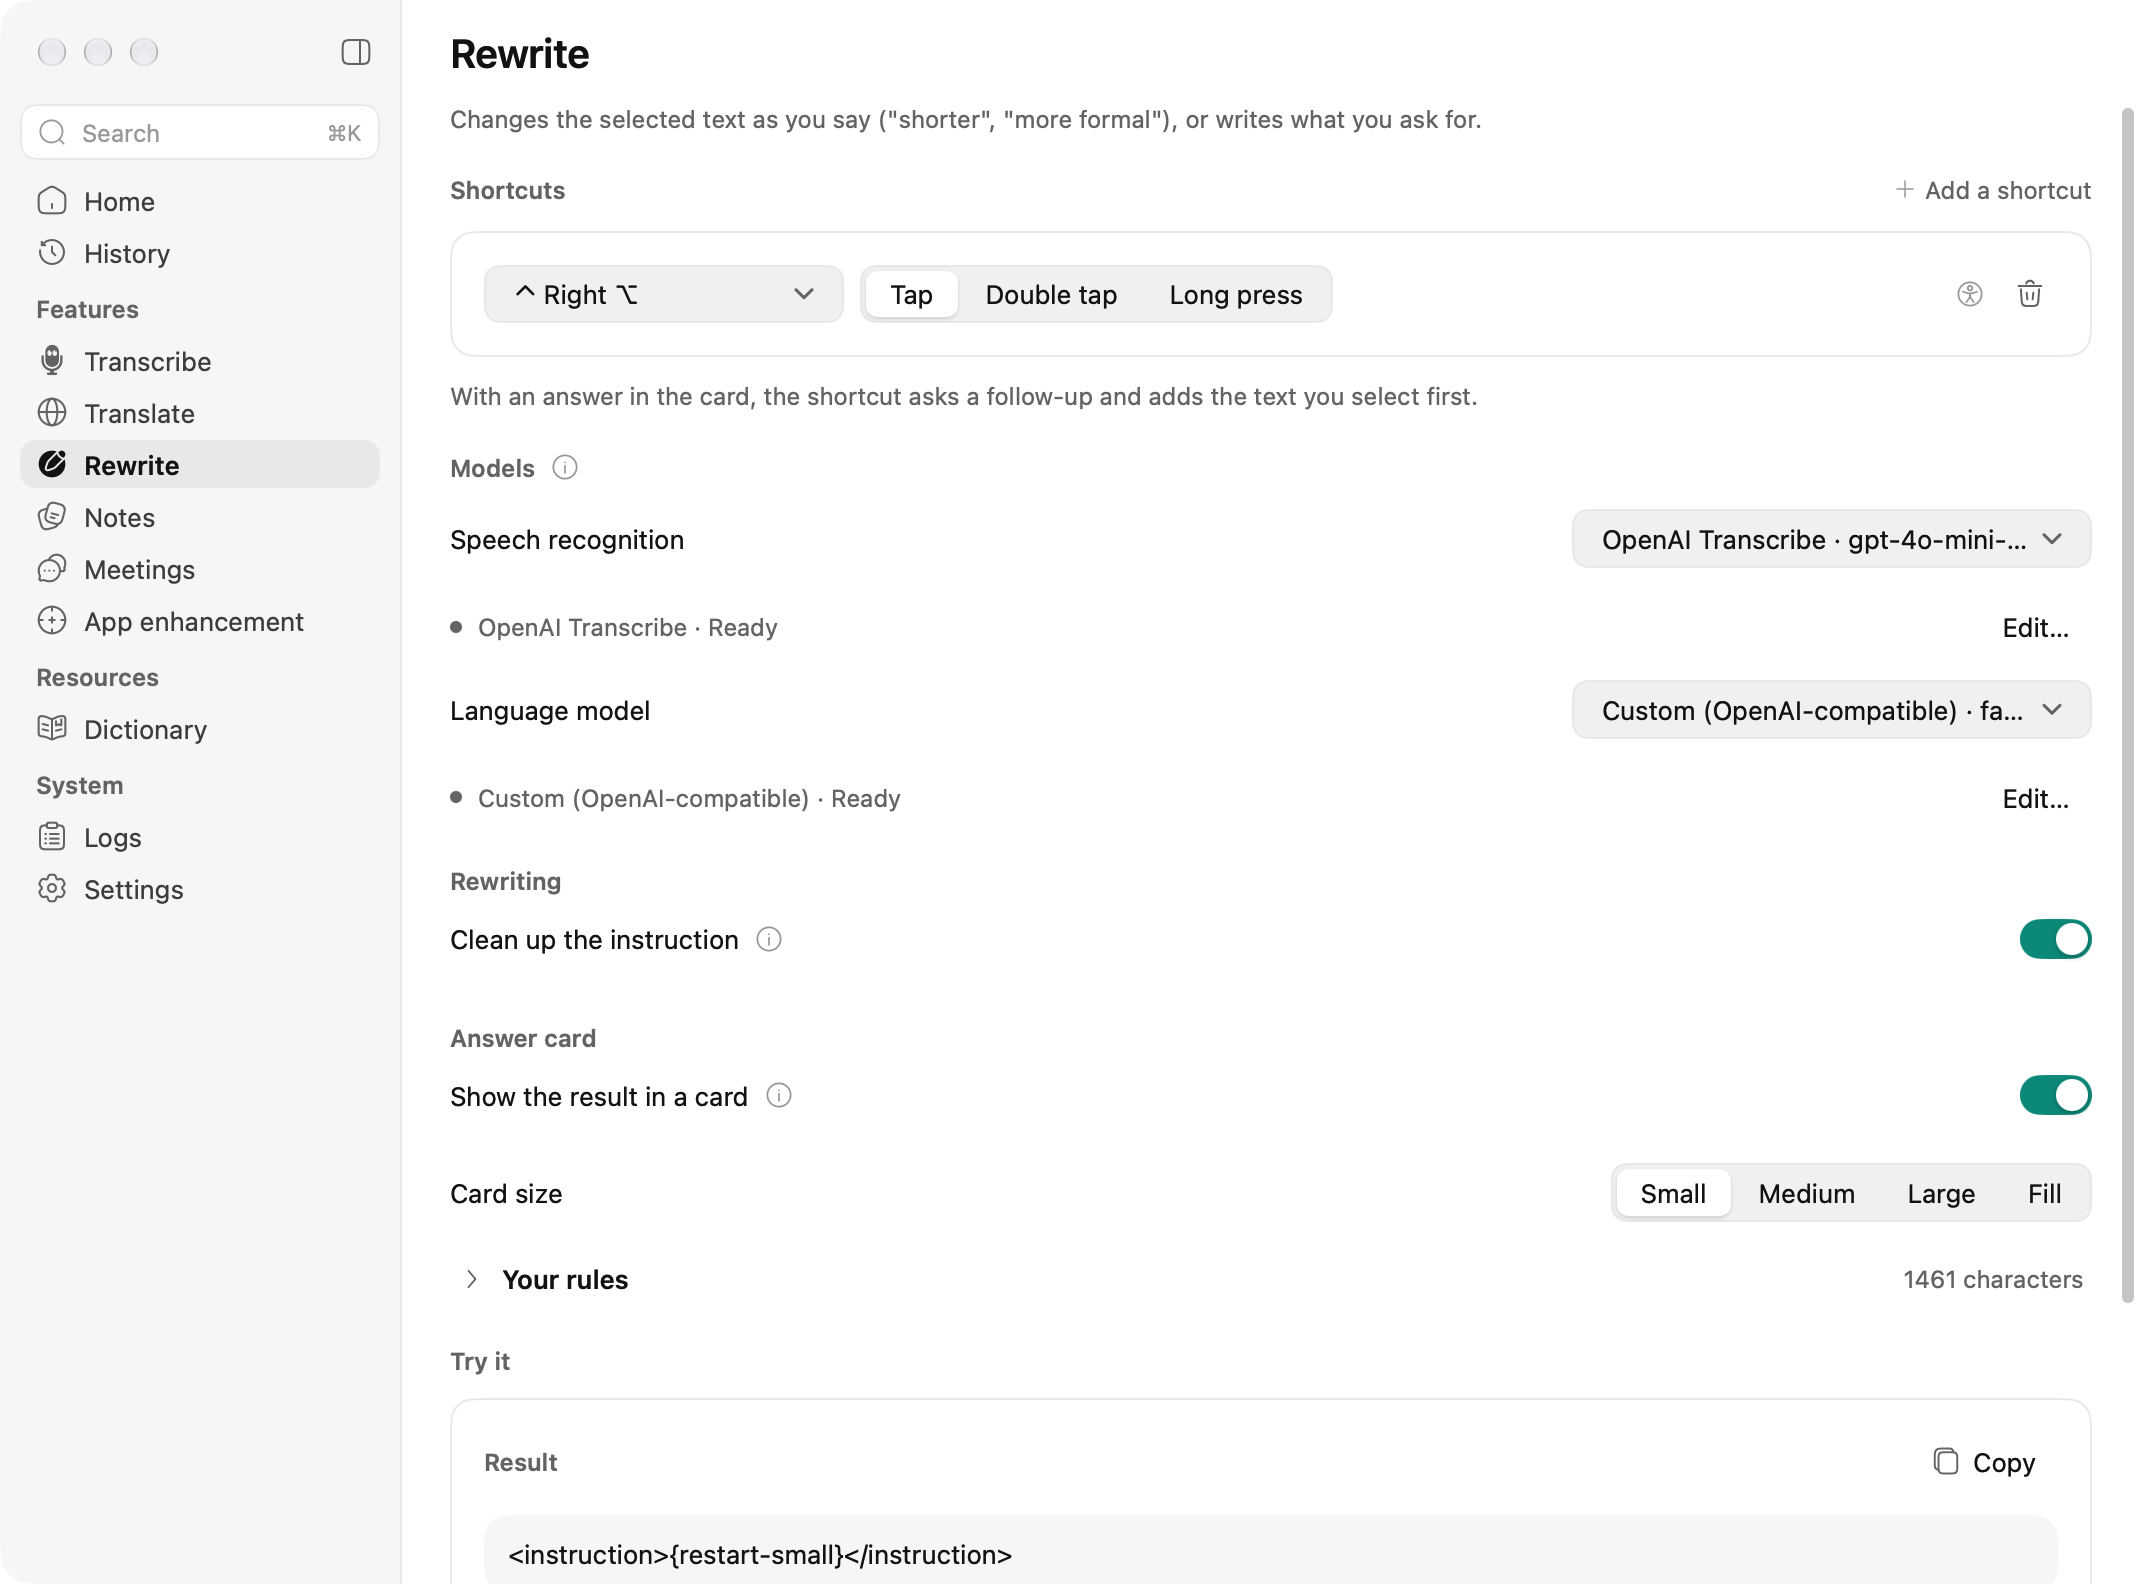 Search ⌘K
Home
History
Features
Transcribe
Translate
Rewrite
Notes
Meetings
App enhancement
Resources
Dictionary
System
Logs
Settings
Rewrite
Changes the selected text as you say ("shorter", "more formal"), or writes what you ask for.
Shortcuts + Add a shortcut
^ Right ⌥ Tap Double tap Long press
With an answer in the card, the shortcut asks a follow-up and adds the text you select first.
Models
Speech recognition OpenAI Transcribe · gpt-4o-mini-...
OpenAI Transcribe · Ready Edit...
Language model Custom (OpenAI-compatible) · fa...
Custom (OpenAI-compatible) · Ready Edit...
Rewriting
Clean up the instruction
Answer card
Show the result in a card
Card size Small Medium Large Fill
Your rules 1461 characters
Try it
Result Copy
<instruction>{restart-small}</instruction>